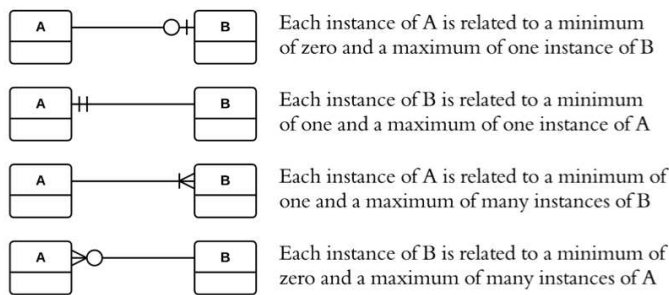 A
B
Each instance of A is related to a minimum
of zero and a maximum of one instance of B
A
B
Each instance of B is related to a minimum
of one and a maximum of one instance of A
A
B
Each instance of A is related to a minimum of
one and a maximum of many instances of B
A
B
Each instance of B is related to a minimum of
zero and a maximum of many instances of A